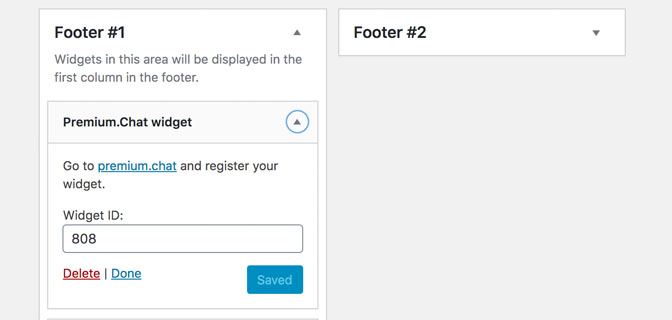 Footer #1
Footer #2
Widgets in this area will be displayed in the
first column in the footer.
Premium.Chat widget
Go to premium.chat and register your
widget.
Widget ID:
808
Delete | Done
Saved